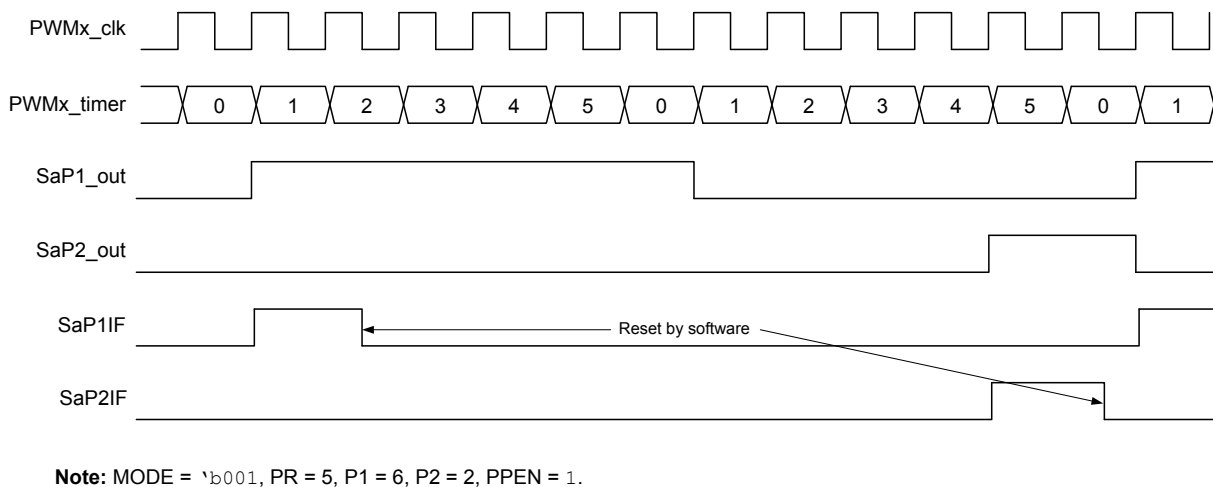 PWMx_clk
PWMx_timer 0 1 2 3 4 5 0 1 2 3 4 5 0 1
SaP1_out
SaP2_out
SaP1IF
Reset by software
SaP2IF
Note: MODE = ‘b001, PR = 5, P1 = 6, P2 = 2, PPEN = 1.